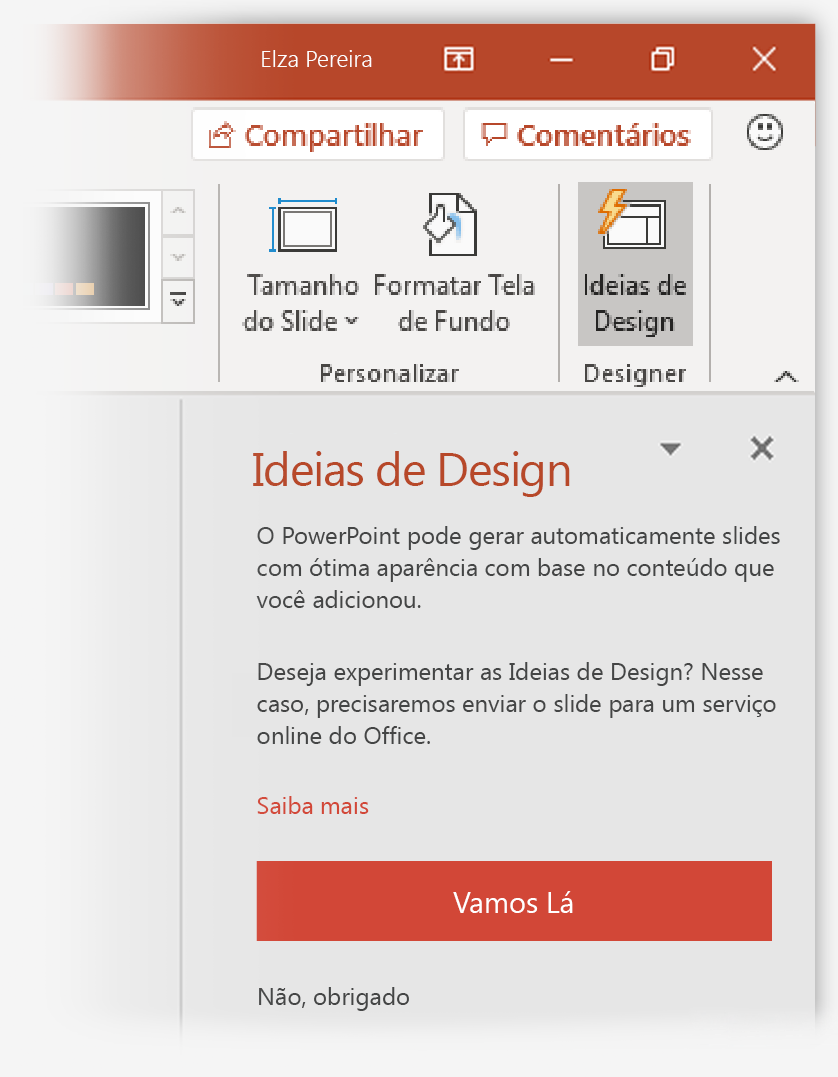 Elza Pereira
Compartilhar Comentários
Tamanho do Slide
Formatar Tela de Fundo
Ideias de Design
Personalizar
Designer
Ideias de Design
O PowerPoint pode gerar automaticamente slides
com ótima aparência com base no conteúdo que
você adicionou.
Deseja experimentar as Ideias de Design? Nesse
caso, precisaremos enviar o slide para um serviço
online do Office.
Saiba mais
Vamos Lá
Não, obrigado